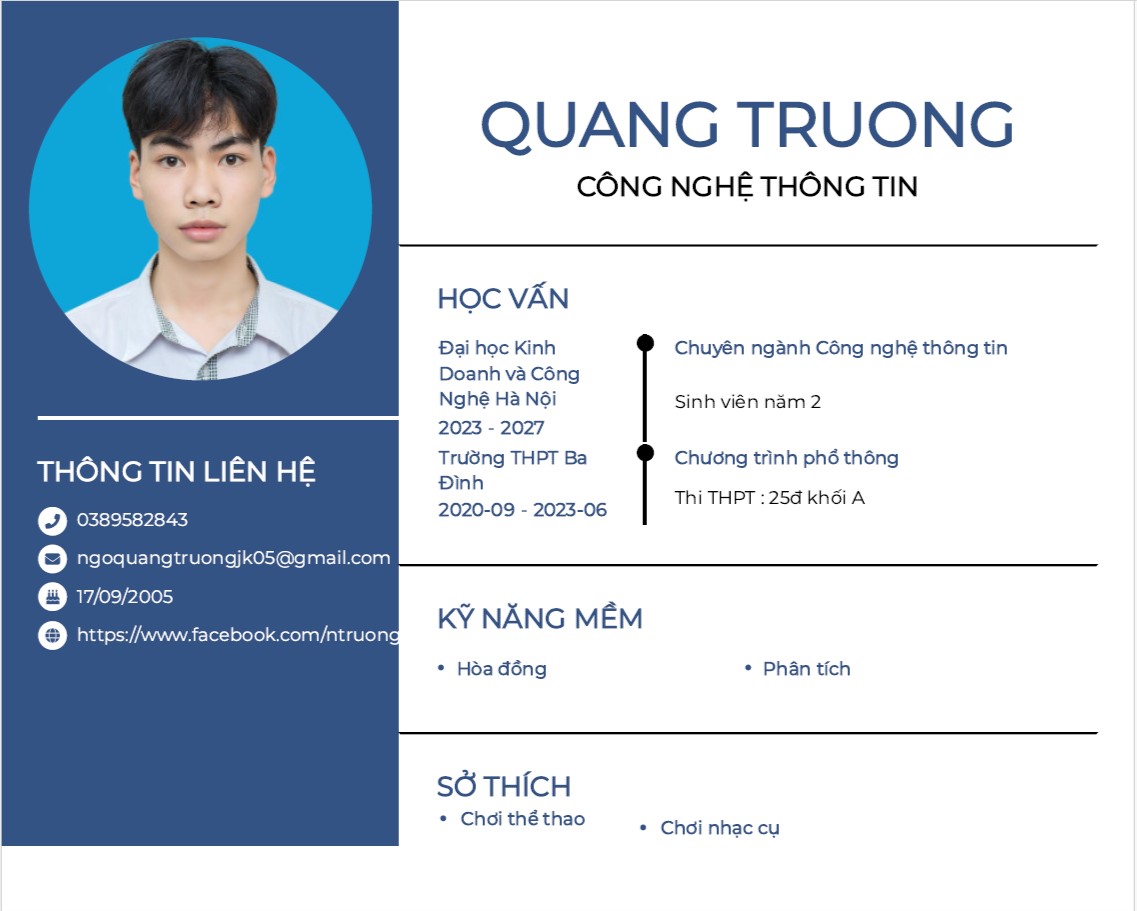 QUANG TRUONG
CÔNG NGHỆ THÔNG TIN
THÔNG TIN LIÊN HỆ
0389582843
ngoquangtruongjk05@gmail.com
17/09/2005
https://www.facebook.com/ntruong
HỌC VẤN
Đại học Kinh
Doanh và Công
Nghệ Hà Nội
2023 - 2027
Chuyên ngành Công nghệ thông tin
Sinh viên năm 2
Trường THPT Ba
Đình
2020-09 - 2023-06
Chương trình phổ thông
Thi THPT : 25đ khối A
KỸ NĂNG MỀM
• Hòa đồng
• Phân tích
SỞ THÍCH
• Chơi thể thao
• Chơi nhạc cụ